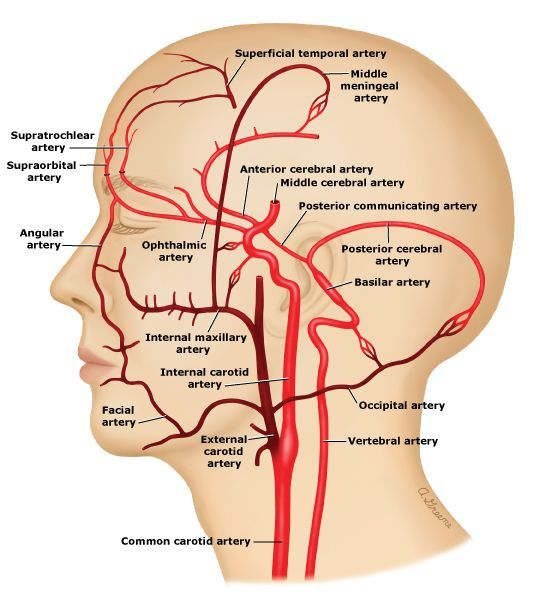 Superficial temporal artery
Middle
meningeal
artery
Supratrochlear
artery
Supraorbital
artery
Anterior cerebral artery
Middle cerebral artery
Posterior communicating artery
Angular
artery
Ophthalmic
artery
Posterior cerebral
artery
Basilar artery
Internal maxillary
artery
Internal carotid
artery
Facial
artery
Occipital artery
External
carotid
artery
Vertebral artery
A. Greene
Common carotid artery